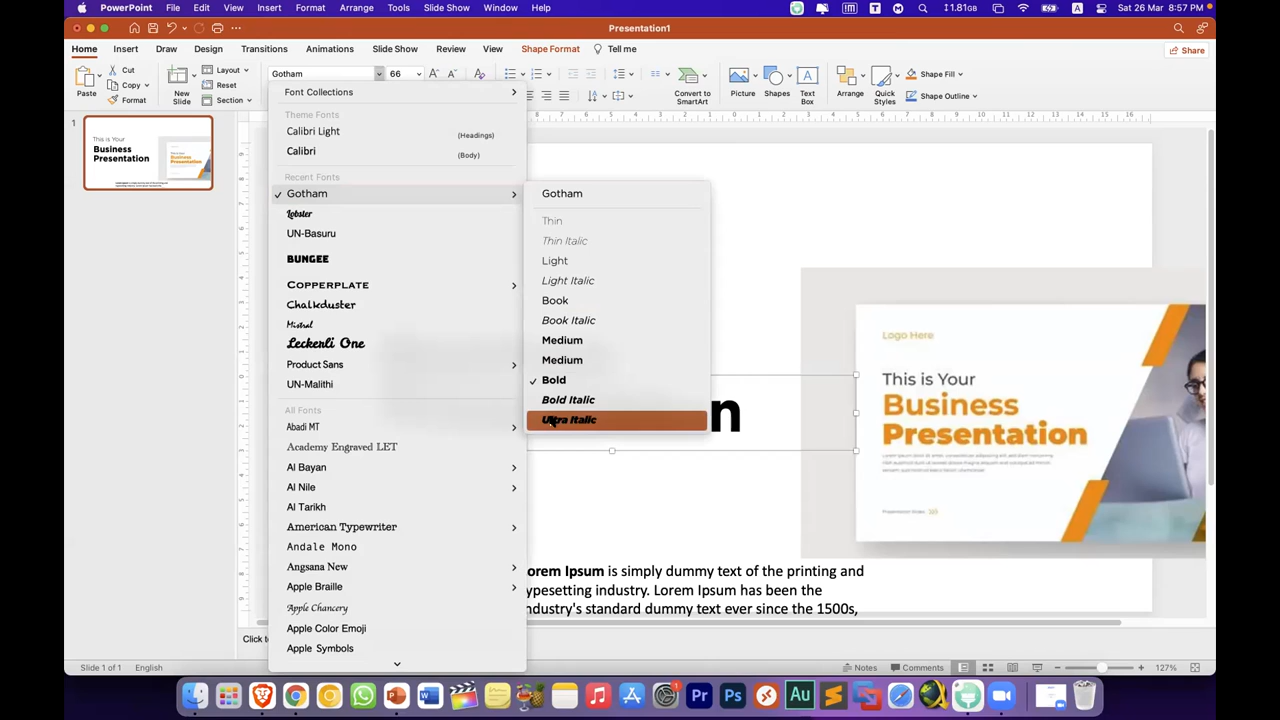 PowerPoint File Edit View Insert Format Arrange Tools Slide Show Window Help
1.81GB
A
Sat 26 Mar 8:57 PM
Presentation1
Home Insert Draw Design Transitions Animations Slide Show Review View Shape Format Tell me
Share
Paste
Cut
Copy
Format
New
Slide
Layout
Reset
Section
Gotham
66
Convert to
SmartArt
Picture
Shapes
Text
Box
Arrange
Quick
Styles
Shape Fill
Shape Outline
1
This is Your
Business
Presentation
Font Collections
Theme Fonts
Calibri Light (Headings)
Calibri (Body)
Recent Fonts
Gotham
Lobster
UN-Basuru
BUNGEE
COPPERPLATE
Chalkduster
Mistral
Leckerli One
Product Sans
UN-Malithi
All Fonts
Abadi MT
Academy Engraved LET
Al Bayan
Al Nile
Al Tarikh
American Typewriter
Andale Mono
Angsana New
Apple Braille
Apple Chancery
Apple Color Emoji
Apple Symbols
Gotham
Thin
Thin Italic
Light
Light Italic
Book
Book Italic
Medium
Medium
Bold
Bold Italic
Ultra Italic
n
Logo Here
This is Your
Business
Presentation
Lorem Ipsum is simply dummy text of the printing and
typesetting industry. Lorem Ipsum has been the
industry's standard dummy text ever since the 1500s,
Click to
Slide 1 of 1 English
Notes Comments
127%
Pr Ps Au